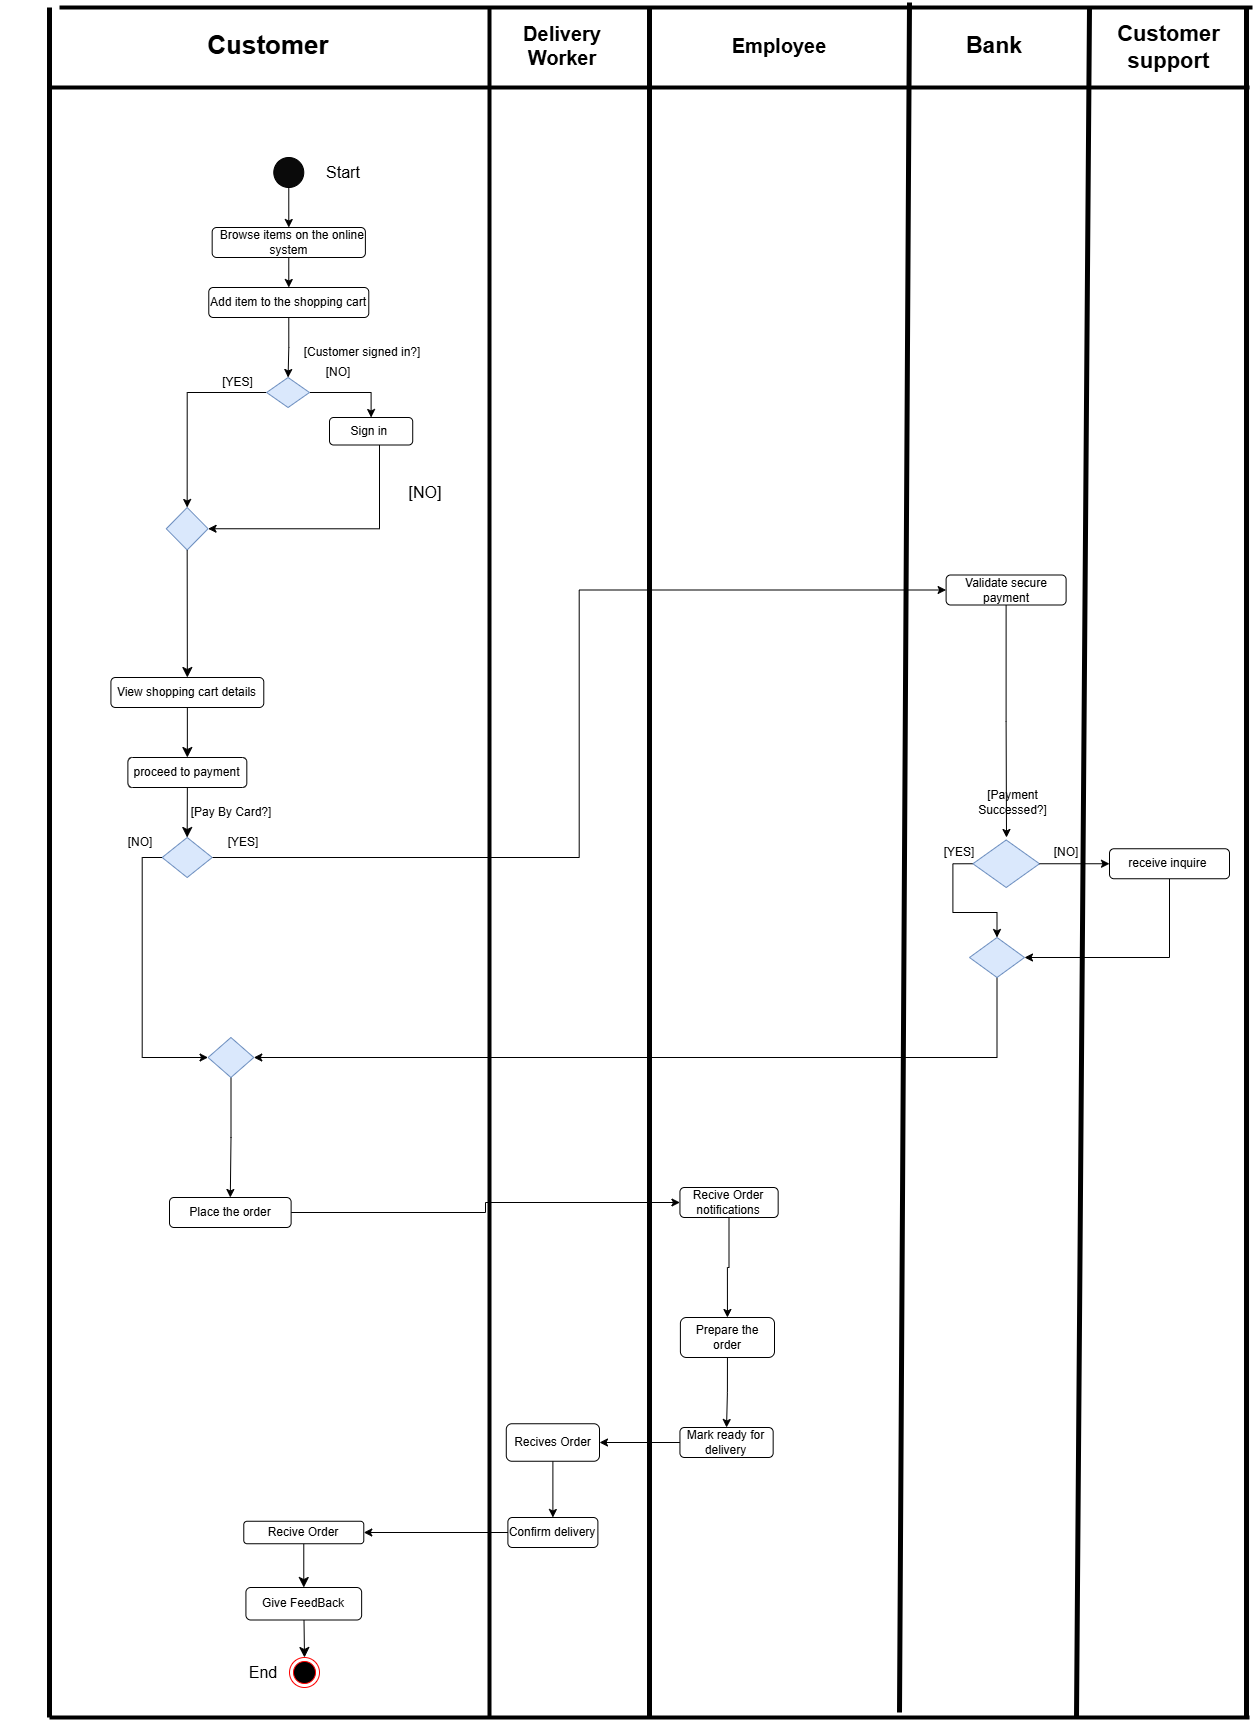 Customer
Delivery
Worker
Employee
Bank
Customer
support
Start
Browse items on the online
system
Add item to the shopping cart
[Customer signed in?]
[YES]
[NO]
Sign in
[NO]
Validate secure
payment
View shopping cart details
proceed to payment
[Pay By Card?]
[NO]
[YES]
[Payment
Successed?]
[YES]
[NO]
receive inquire
Place the order
Recive Order
notifications
Prepare the
order
Mark ready for
delivery
Recives Order
Confirm delivery
Recive Order
Give FeedBack
End